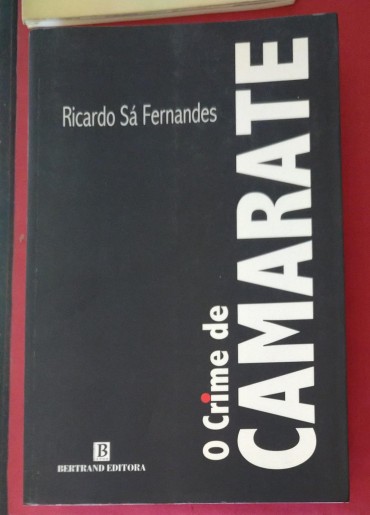 Ricardo Sá Fernandes
O Crime de
CAMARATE
B
BERTRAND EDITORA